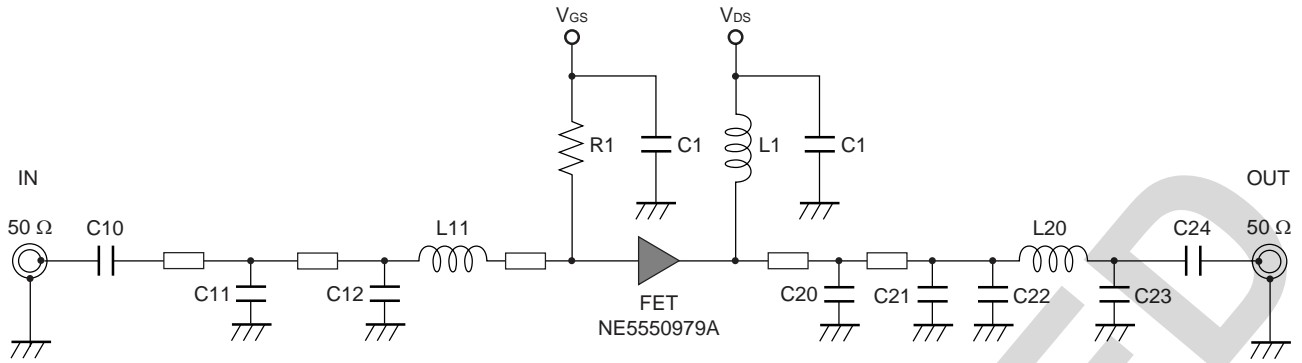 VGS
VDS
R1
C1
L1
C1
IN
OUT
50 Ω
C10
L11
L20
C24
50 Ω
C11
C12
FET
NE5550979A
C20
C21
C22
C23